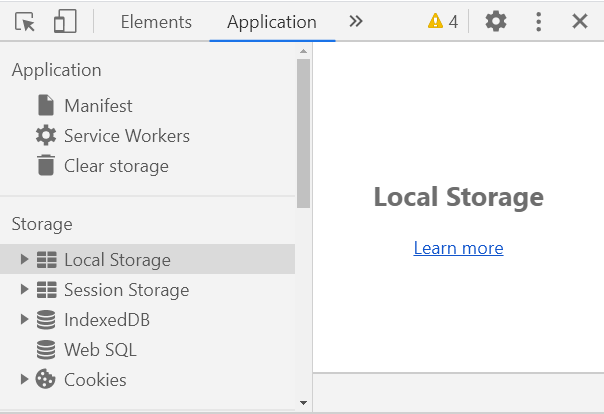 Elements Application 4
Application
Manifest
Service Workers
Clear storage
Storage
Local Storage
Session Storage
IndexedDB
Web SQL
Cookies
Local Storage
Learn more